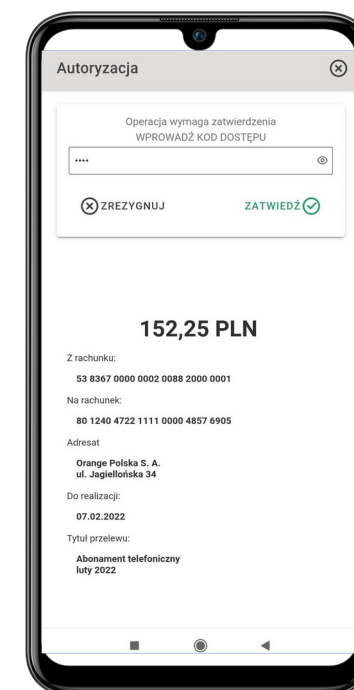 Autoryzacja
Operacja wymaga zatwierdzenia
WPROWADŹ KOD DOSTĘPU
••••
ZREZYGNUJ ZATWIEDŹ
152,25 PLN
Z rachunku:
53 8367 0000 0002 0088 2000 0001
Na rachunek:
80 1240 4722 1111 0000 4857 6905
Adresat
Orange Polska S. A.
ul. Jagiellońska 34
Do realizacji:
07.02.2022
Tytuł przelewu:
Abonament telefoniczny
luty 2022